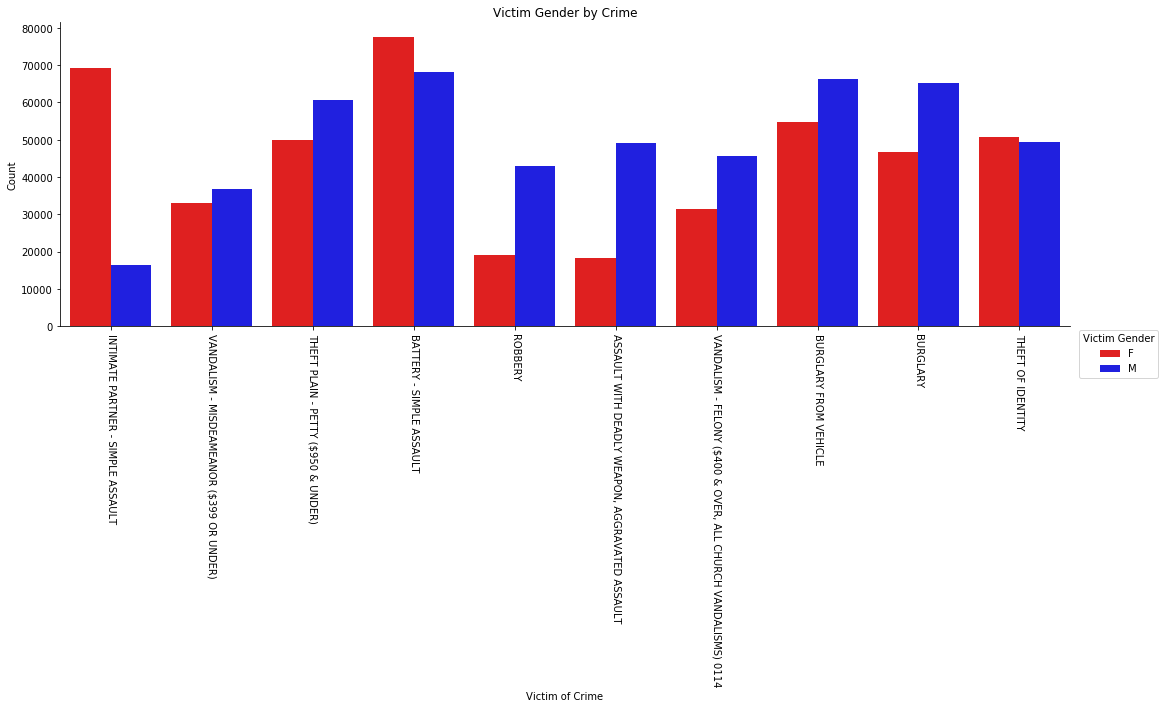 Victim Gender by Crime
80000
70000
60000
50000
40000
30000
20000
10000
0
Count
INTIMATE PARTNER - SIMPLE ASSAULT
VANDALISM - MISDEAMEANOR ($399 OR UNDER)
THEFT PLAIN - PETTY ($950 & UNDER)
BATTERY - SIMPLE ASSAULT
ROBBERY
ASSAULT WITH DEADLY WEAPON, AGGRAVATED ASSAULT
VANDALISM - FELONY ($400 & OVER, ALL CHURCH VANDALISMS) 0114
BURGLARY FROM VEHICLE
BURGLARY
THEFT OF IDENTITY
Victim of Crime
Victim Gender
F
M